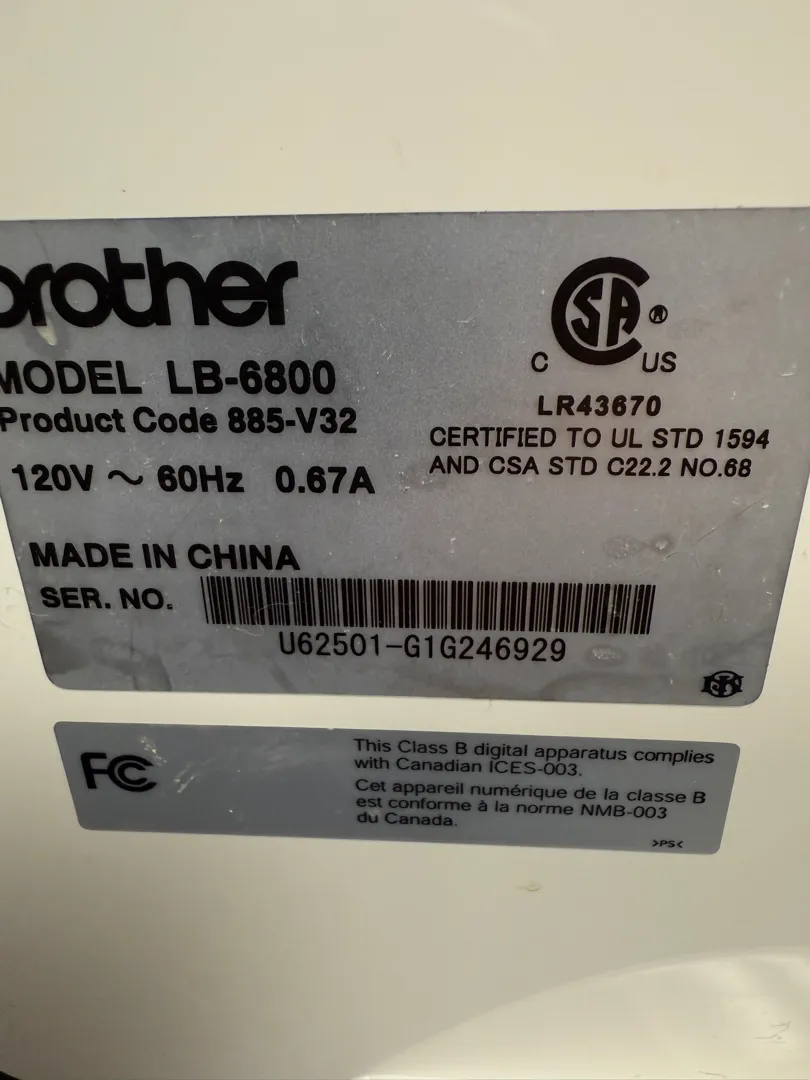 brother
MODEL LB-6800
Product Code 885-V32
120V ～ 60Hz 0.67A
MADE IN CHINA
SER. NO.
U62501-G1G246929
SA ®
C US
LR43670
CERTIFIED TO UL STD 1594
AND CSA STD C22.2 NO.68
FC
This Class B digital apparatus complies
with Canadian ICES-003.
Cet appareil numérique de la classe B
est conforme à la norme NMB-003
du Canada.
>PS<